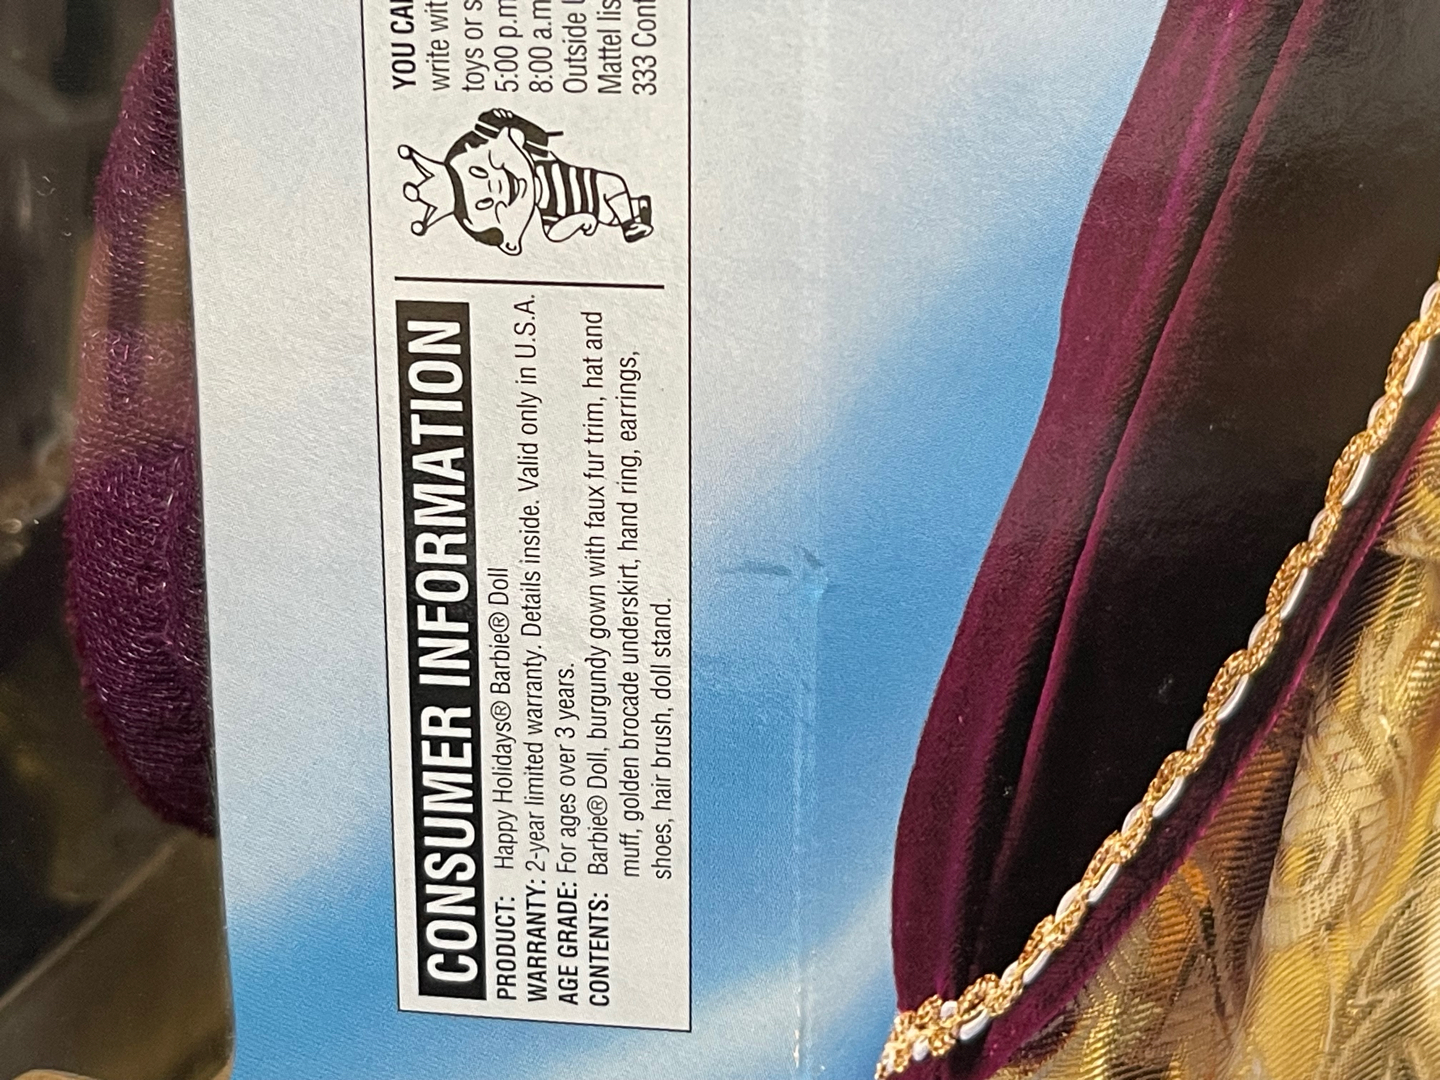 CONSUMER INFORMATION
PRODUCT: Happy Holidays® Barbie® Doll
WARRANTY: 2-year limited warranty. Details inside. Valid only in U.S.A.
AGE GRADE: For ages over 3 years.
CONTENTS: Barbie® Doll, burgundy gown with faux fur trim, hat and
muff, golden brocade underskirt, hand ring, earrings,
shoes, hair brush, doll stand.
YOU CA
write wit
toys or s
5:00 p.m
8:00 a.m
Outside
Mattel lis
333 Cont